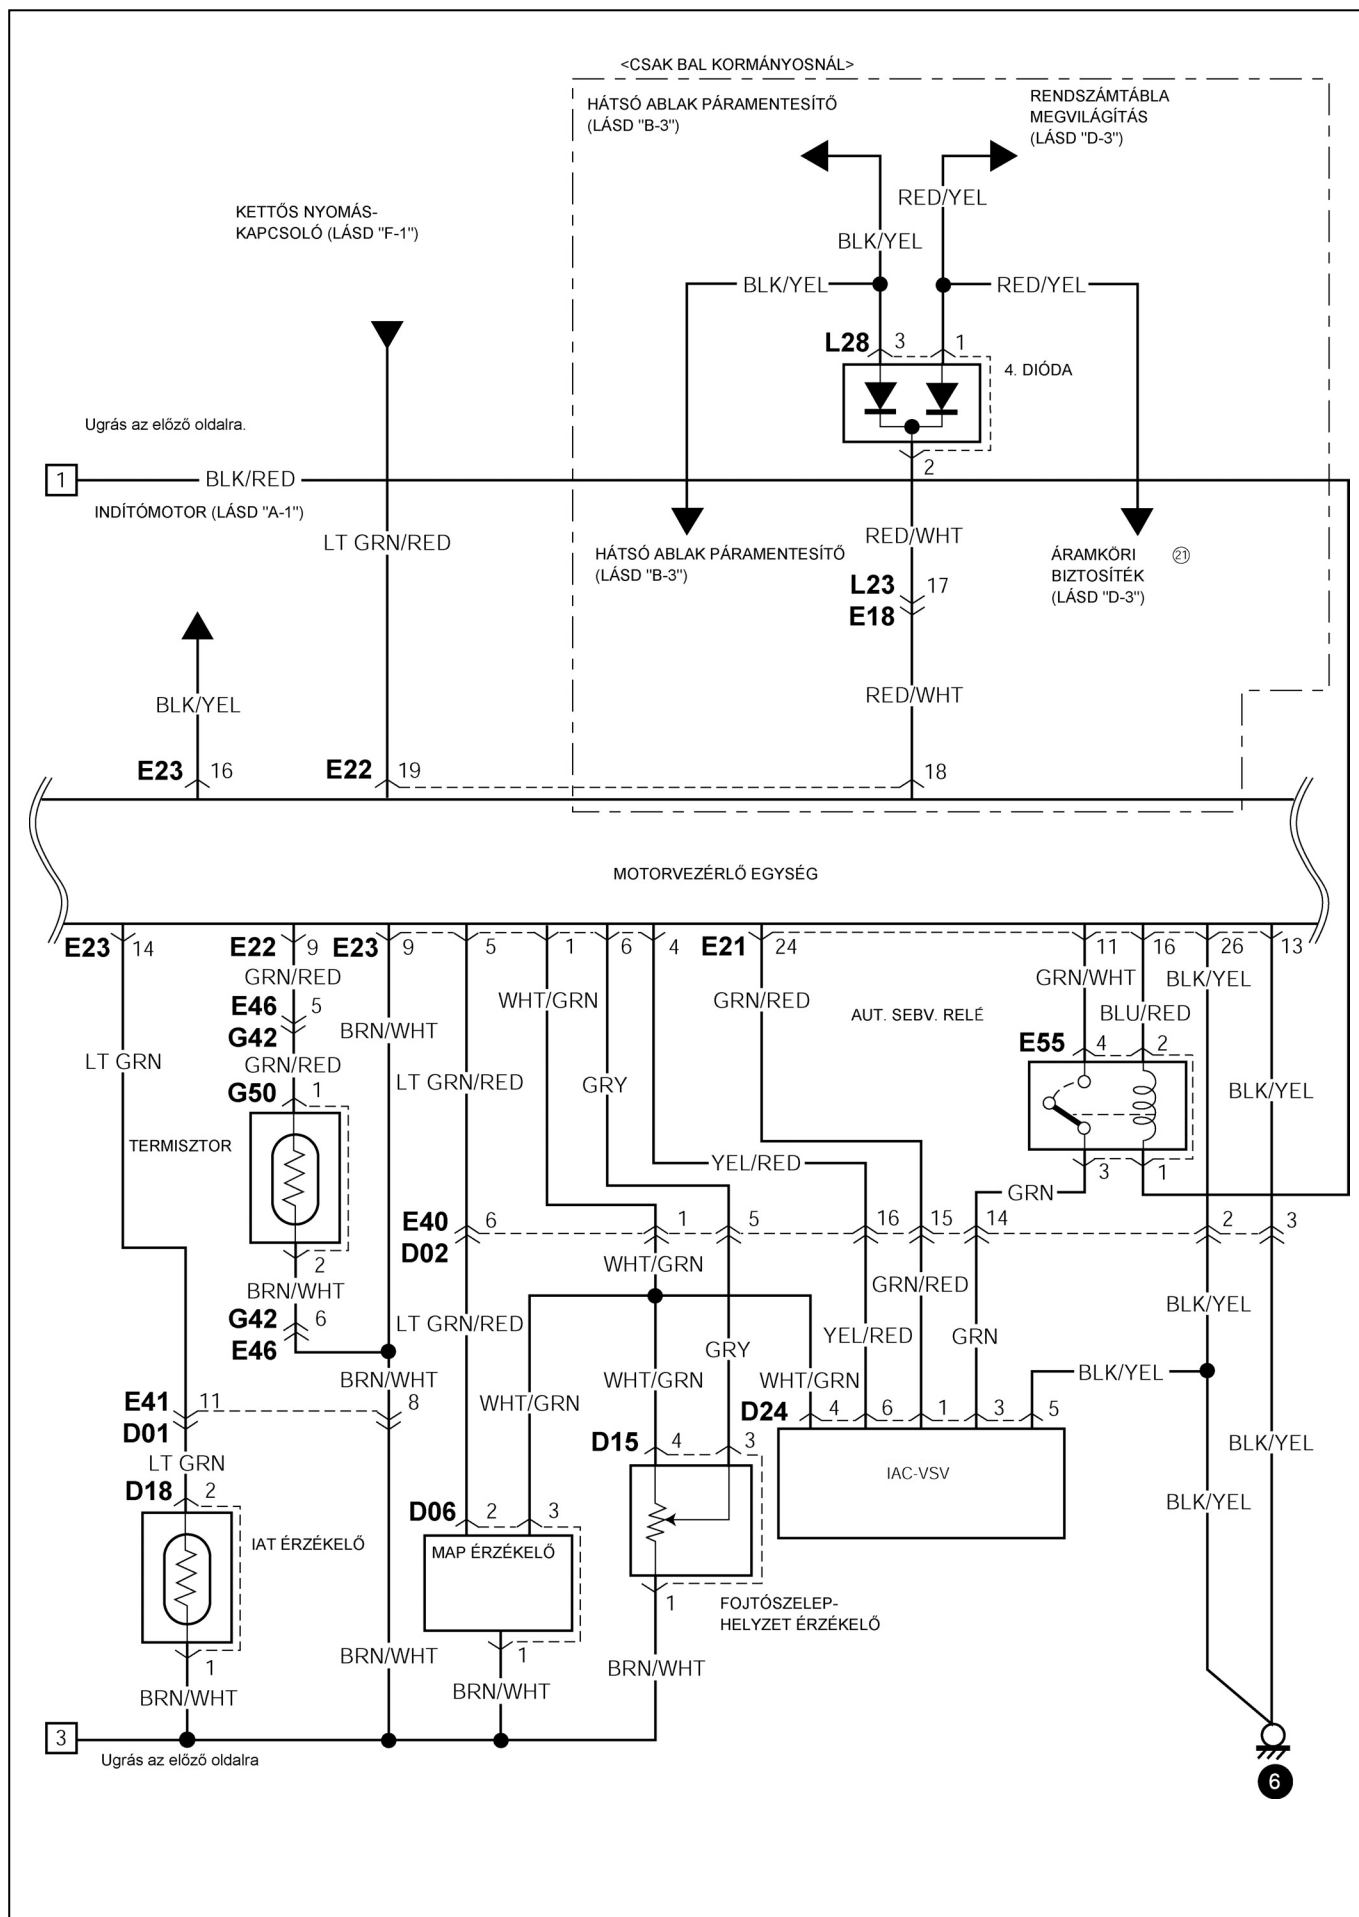 <CSAK BAL KORMÁNYOSNÁL>
HÁTSÓ ABLAK PÁRAMENTESÍTŐ
(LÁSD "B-3")
RENDSZÁMTÁBLA
MEGVILÁGÍTÁS
(LÁSD "D-3")
RED/YEL
KETTŐS NYOMÁS-
KAPCSOLÓ (LÁSD "F-1")
BLK/YEL
BLK/YEL
RED/YEL
L28 3 1
4. DIÓDA
Ugrás az előző oldalra.
2
1 BLK/RED
INDÍTÓMOTOR (LÁSD "A-1")
LT GRN/RED
RED/WHT
HÁTSÓ ABLAK PÁRAMENTESÍTŐ
(LÁSD "B-3")
ÁRAMKÖRI 21
BIZTOSÍTÉK
(LÁSD "D-3")
L23 17
E18
BLK/YEL
RED/WHT
E23 16 E22 19 18
MOTORVEZÉRLŐ EGYSÉG
E23 14 E22 9 E23 9 5 1 6 4 E21 24 11 16 26 13
GRN/RED
GRN/WHT
BLK/YEL
WHT/GRN
GRN/RED
E46 5
G42
BRN/WHT
AUT. SEBV. RELÉ
BLU/RED
E55 4 2
LT GRN
GRN/RED
LT GRN/RED
GRY
BLK/YEL
G50 1
TERMISZTOR
YEL/RED
3 1
GRN
E40 6 1 5 16 15 14 2 3
D02
2
WHT/GRN
BRN/WHT
GRN/RED
G42 6
E46
LT GRN/RED
YEL/RED
GRN
BLK/YEL
GRY
BRN/WHT
WHT/GRN
WHT/GRN
BLK/YEL
E41 11 8
D01
WHT/GRN
D24 4 6 1 3 5
D15 4 3
BLK/YEL
LT GRN
IAC-VSV
D18 2
D06 2 3
BLK/YEL
IAT ÉRZÉKELŐ
MAP ÉRZÉKELŐ
1
FOJTÓSZELEP-
HELYZET ÉRZÉKELŐ
1
1
BRN/WHT
BRN/WHT
BRN/WHT
BRN/WHT
3
Ugrás az előző oldalra
6